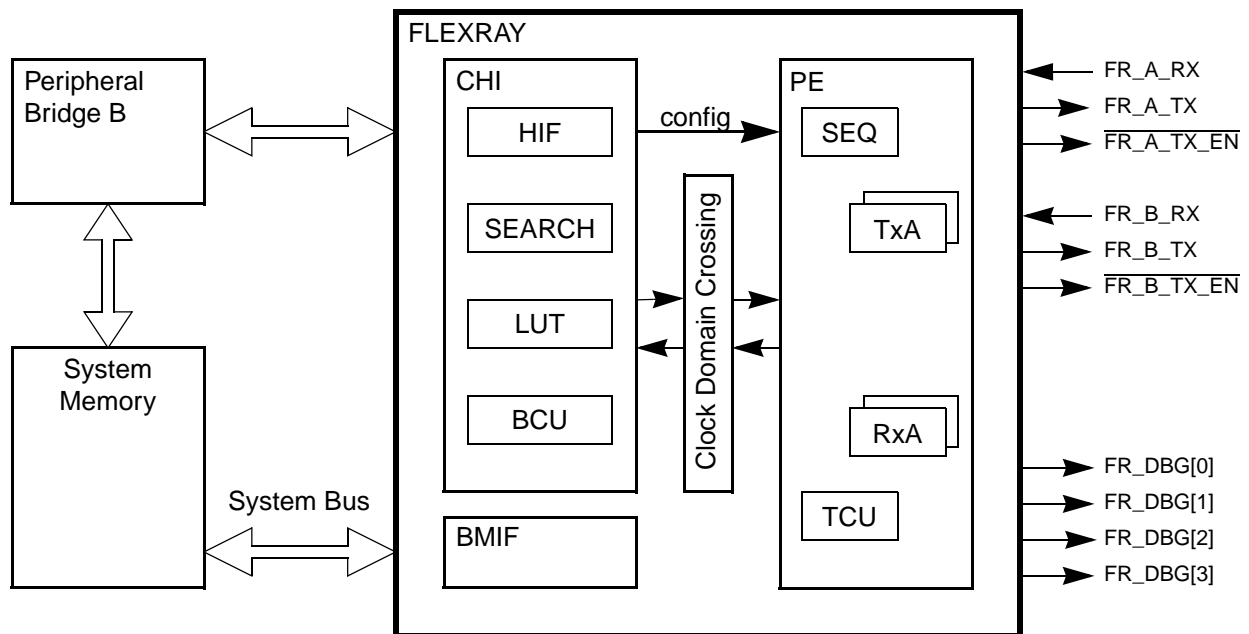 FLEXRAY
Peripheral
Bridge B
System
Memory
System Bus
CHI
HIF
SEARCH
LUT
BCU
BMIF
config
Clock Domain Crossing
PE
SEQ
TxA
RxA
TCU
FR_A_RX
FR_A_TX
FR_A_TX_EN
FR_B_RX
FR_B_TX
FR_B_TX_EN
FR_DBG[0]
FR_DBG[1]
FR_DBG[2]
FR_DBG[3]